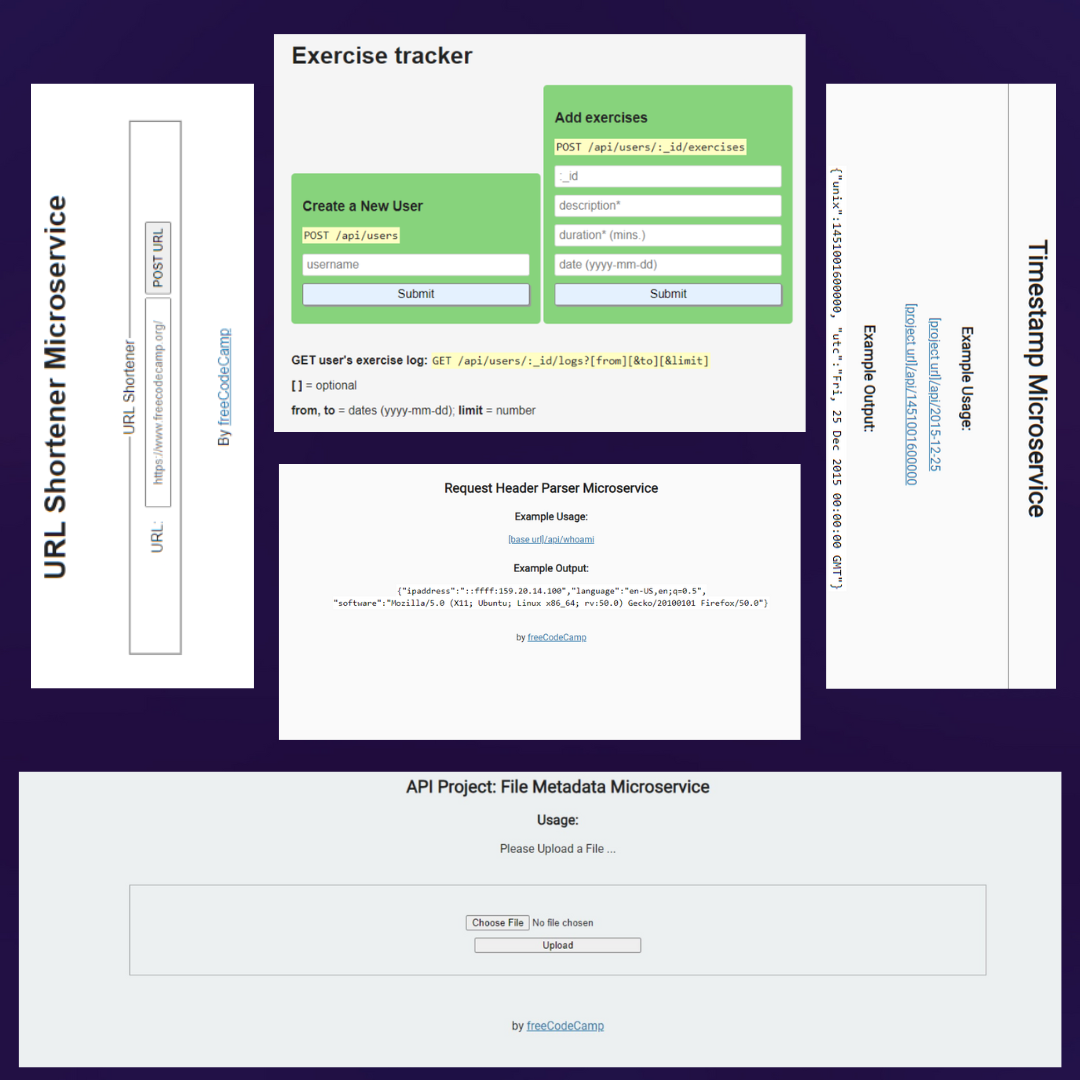 URL Shortener Microservice
URL Shortener
URL:
https://www.freecodecamp.org/
POST URL
By freeCodeCamp
Exercise tracker
Create a New User
POST /api/users
username
Submit
Add exercises
POST /api/users/:_id/exercises
:_id
description*
duration* (mins.)
date (yyyy-mm-dd)
Submit
GET user's exercise log: GET /api/users/:_id/logs?[from][&to][&limit]
[ ] = optional
from, to = dates (yyyy-mm-dd); limit = number
Timestamp Microservice
Example Usage:
[project url]/api/2015-12-25
[project url]/api/1451001600000
Example Output:
{"unix":1451001600000, "utc":"Fri, 25 Dec 2015 00:00:00 GMT"}
Request Header Parser Microservice
Example Usage:
[base url]/api/whoami
Example Output:
{"ipaddress":"::ffff:159.20.14.100","language":"en-US,en;q=0.5",
"software":"Mozilla/5.0 (X11; Ubuntu; Linux x86_64; rv:50.0) Gecko/20100101 Firefox/50.0"}
by freeCodeCamp
API Project: File Metadata Microservice
Usage:
Please Upload a File ...
Choose File No file chosen
Upload
by freeCodeCamp